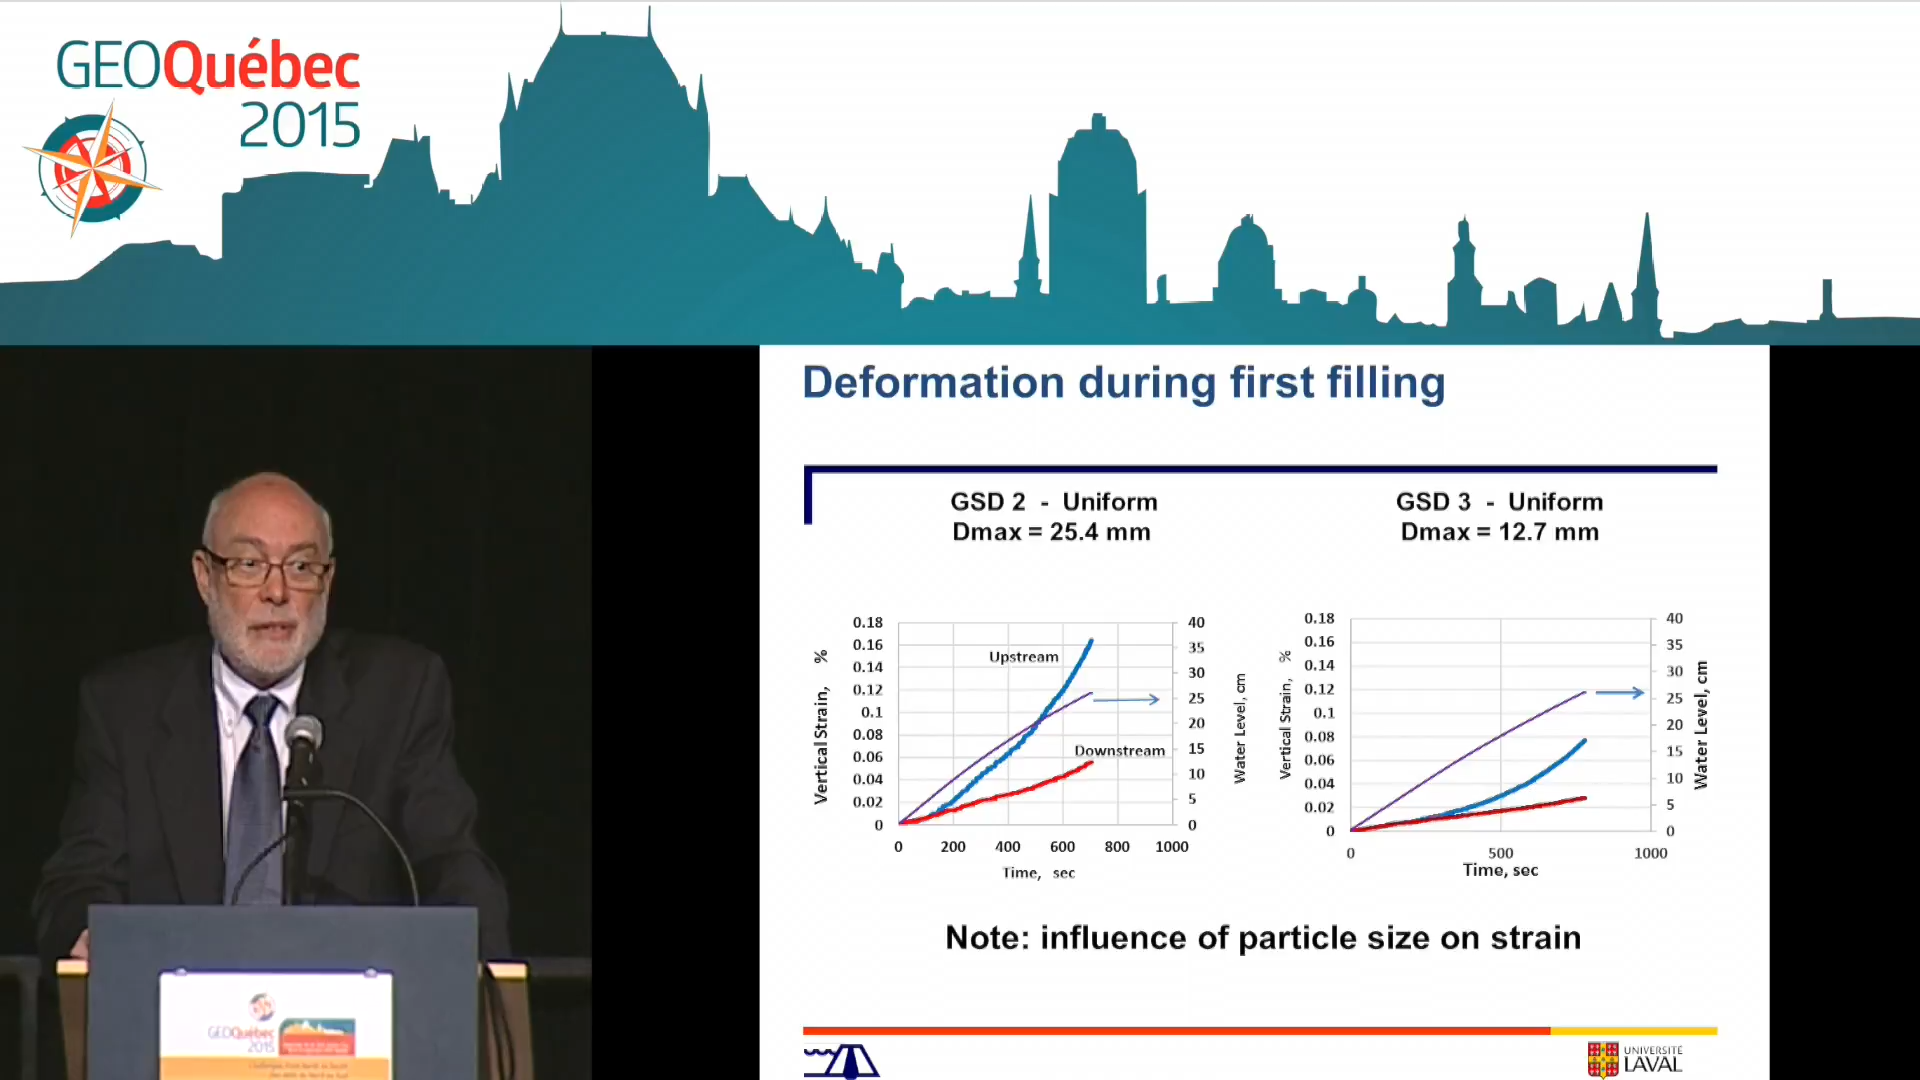 GEOQuébec
2015
Deformation during first filling
GSD 2 - Uniform
Dmax = 25.4 mm
GSD 3 - Uniform
Dmax = 12.7 mm
Vertical Strain, %
0.18
0.16
0.14
0.12
0.1
0.08
0.06
0.04
0.02
0
Upstream
Downstream
40
35
30
25
20
15
10
5
0
Water Level, cm
0 200 400 600 800 1000
Time, sec
Vertical Strain, %
0.18
0.16
0.14
0.12
0.1
0.08
0.06
0.04
0.02
0
40
35
30
25
20
15
10
5
0
Water Level, cm
0 500 1000
Time, sec
Note: influence of particle size on strain
UNIVERSITÉ
LAVAL
GEOQuébec
2015